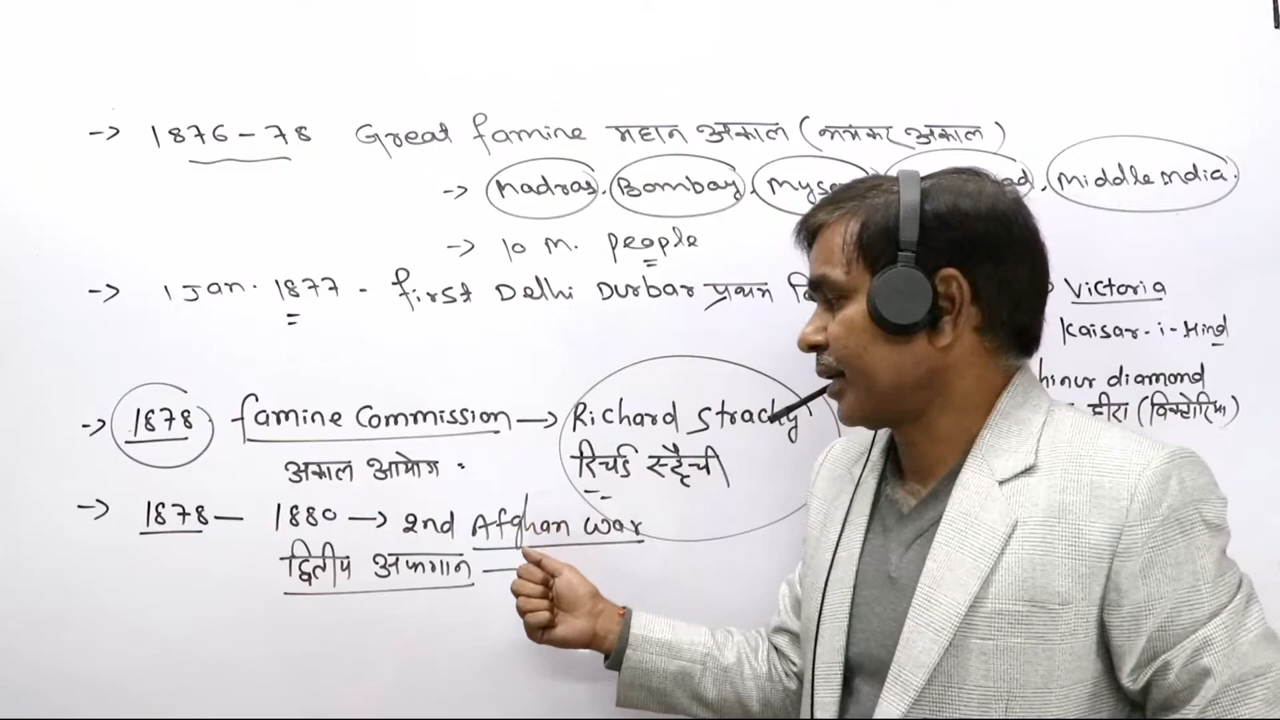 -> 1876-78 Great famine महान अकाल (भयंकर अकाल)
-> Madras, Bombay, Myso ad, Middle India.
-> 10 M. people
-> 1 Jan. 1877 - first Delhi Durbar प्रथम दि
Victoria
Kaisar-i-Hind
hinur diamond
हीरा (विक्टोरिया)
-> 1878 famine Commission -> Richard Strachy
अकाल आयोग रिचर्ड स्ट्रैची
-> 1878 - 1880 -> 2nd Afghan war
द्वितीय अफगान -